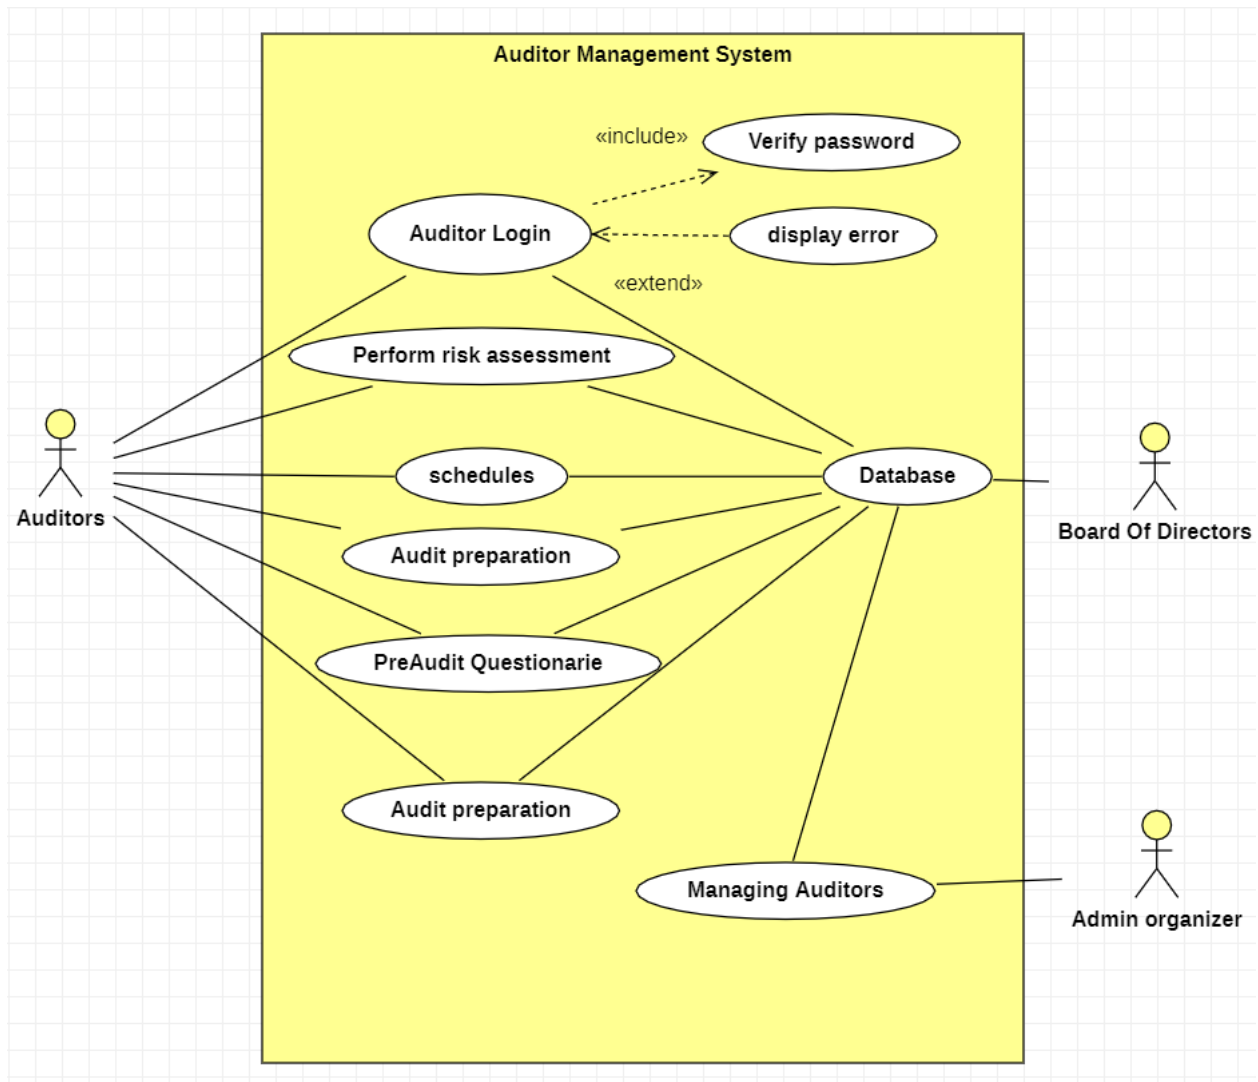 Auditor Management System
«include»
Verify password
Auditor Login
display error
«extend»
Perform risk assessment
schedules
Database
Auditors
Board Of Directors
Audit preparation
PreAudit Questionarie
Audit preparation
Managing Auditors
Admin organizer